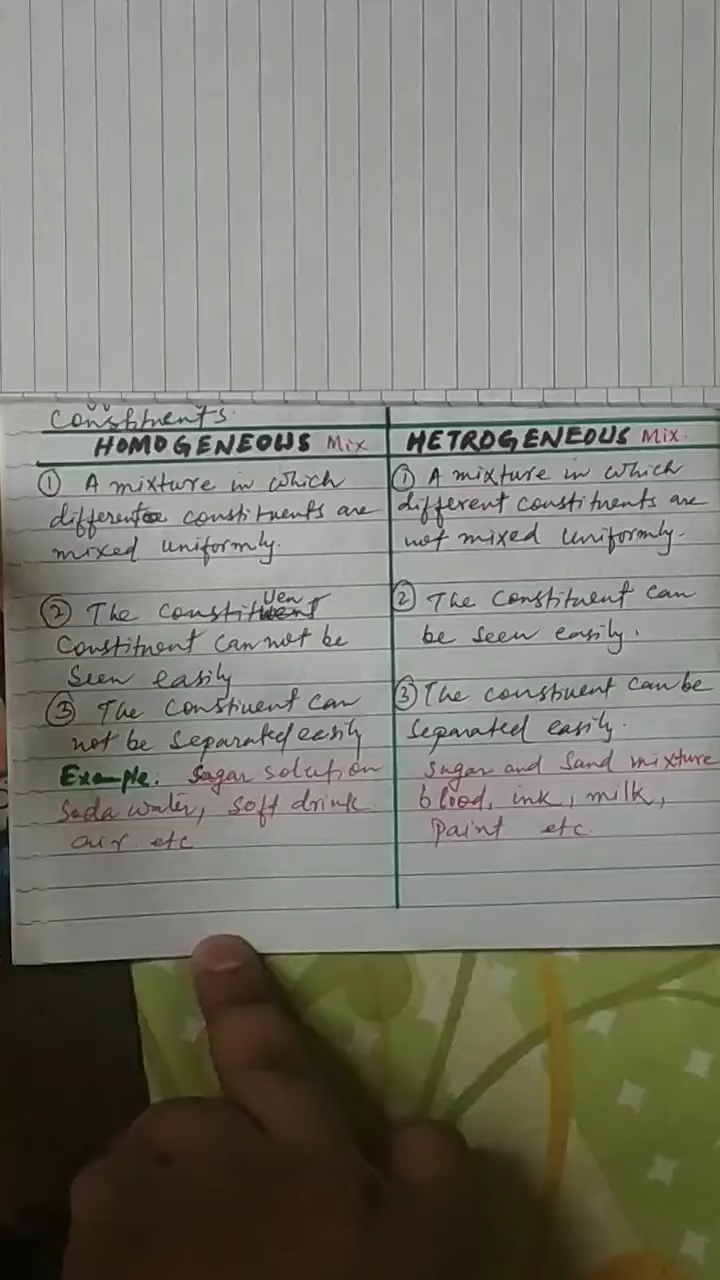 Constituents.
HOMOGENEOUS Mix
① A mixture in which
different constituents are
mixed uniformly.
② The constituent
Constituent can not be
Seen easily
③ The Constiuent can
not be Separated easily
Example: Sugar solution
Soda water, soft drink
air. etc
HETROGENEOUS Mix.
① A mixture in which
different constituents are
not mixed uniformly.
② The Constituent can
be seen easily.
③ The constiuent can be
Separated easily.
Sugar and Sand mixture
blood, ink, milk,
Paint etc.